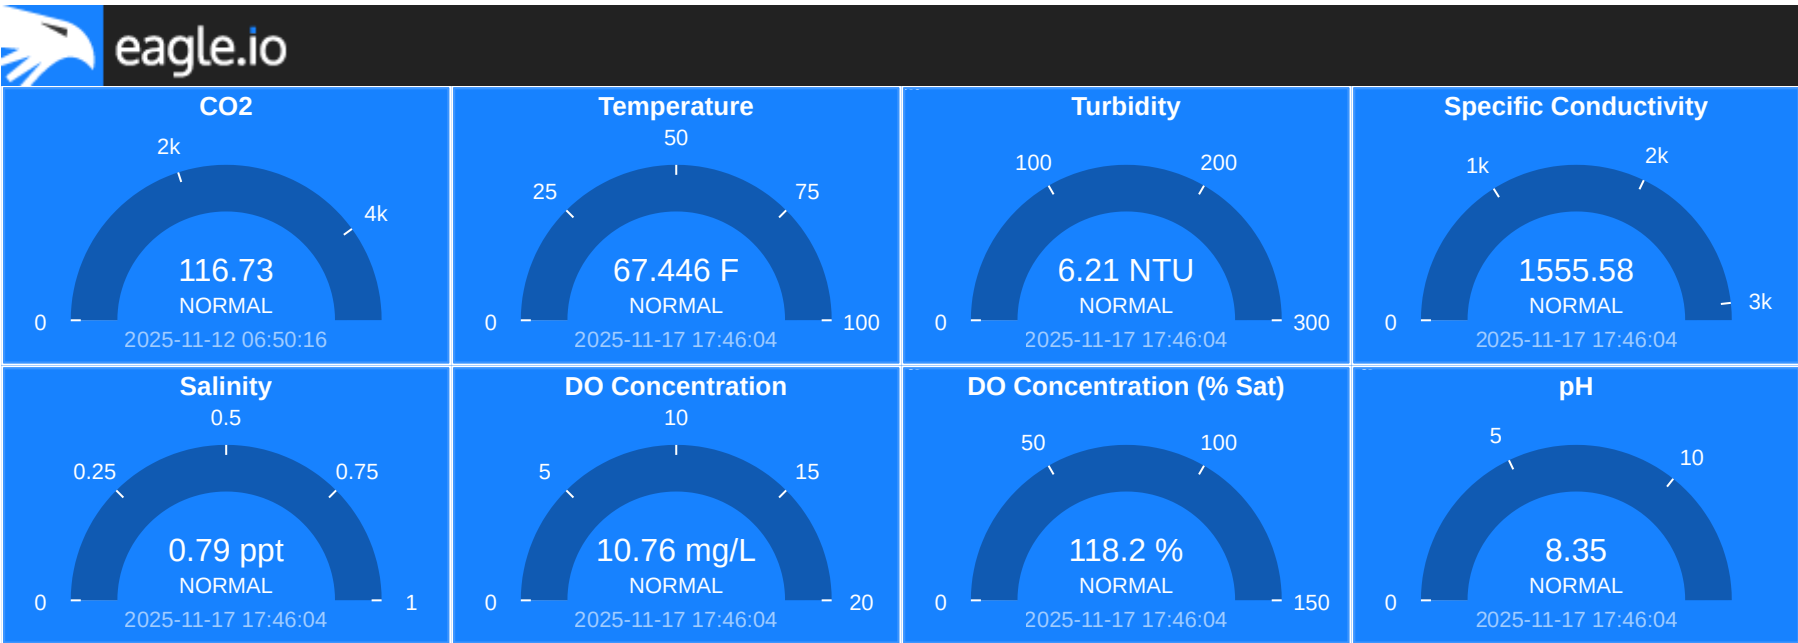 eagle.io
CO2
2k
4k
0
116.73
NORMAL
2025-11-12 06:50:16
Temperature
50
25
75
0
100
67.446 F
NORMAL
2025-11-17 17:46:04
Turbidity
100
200
0
300
6.21 NTU
NORMAL
2025-11-17 17:46:04
Specific Conductivity
1k
2k
0
3k
1555.58
NORMAL
2025-11-17 17:46:04
Salinity
0.5
0.25
0.75
0
1
0.79 ppt
NORMAL
2025-11-17 17:46:04
DO Concentration
10
5
15
0
20
10.76 mg/L
NORMAL
2025-11-17 17:46:04
DO Concentration (% Sat)
50
100
0
150
118.2 %
NORMAL
2025-11-17 17:46:04
pH
5
10
0
8.35
NORMAL
2025-11-17 17:46:04